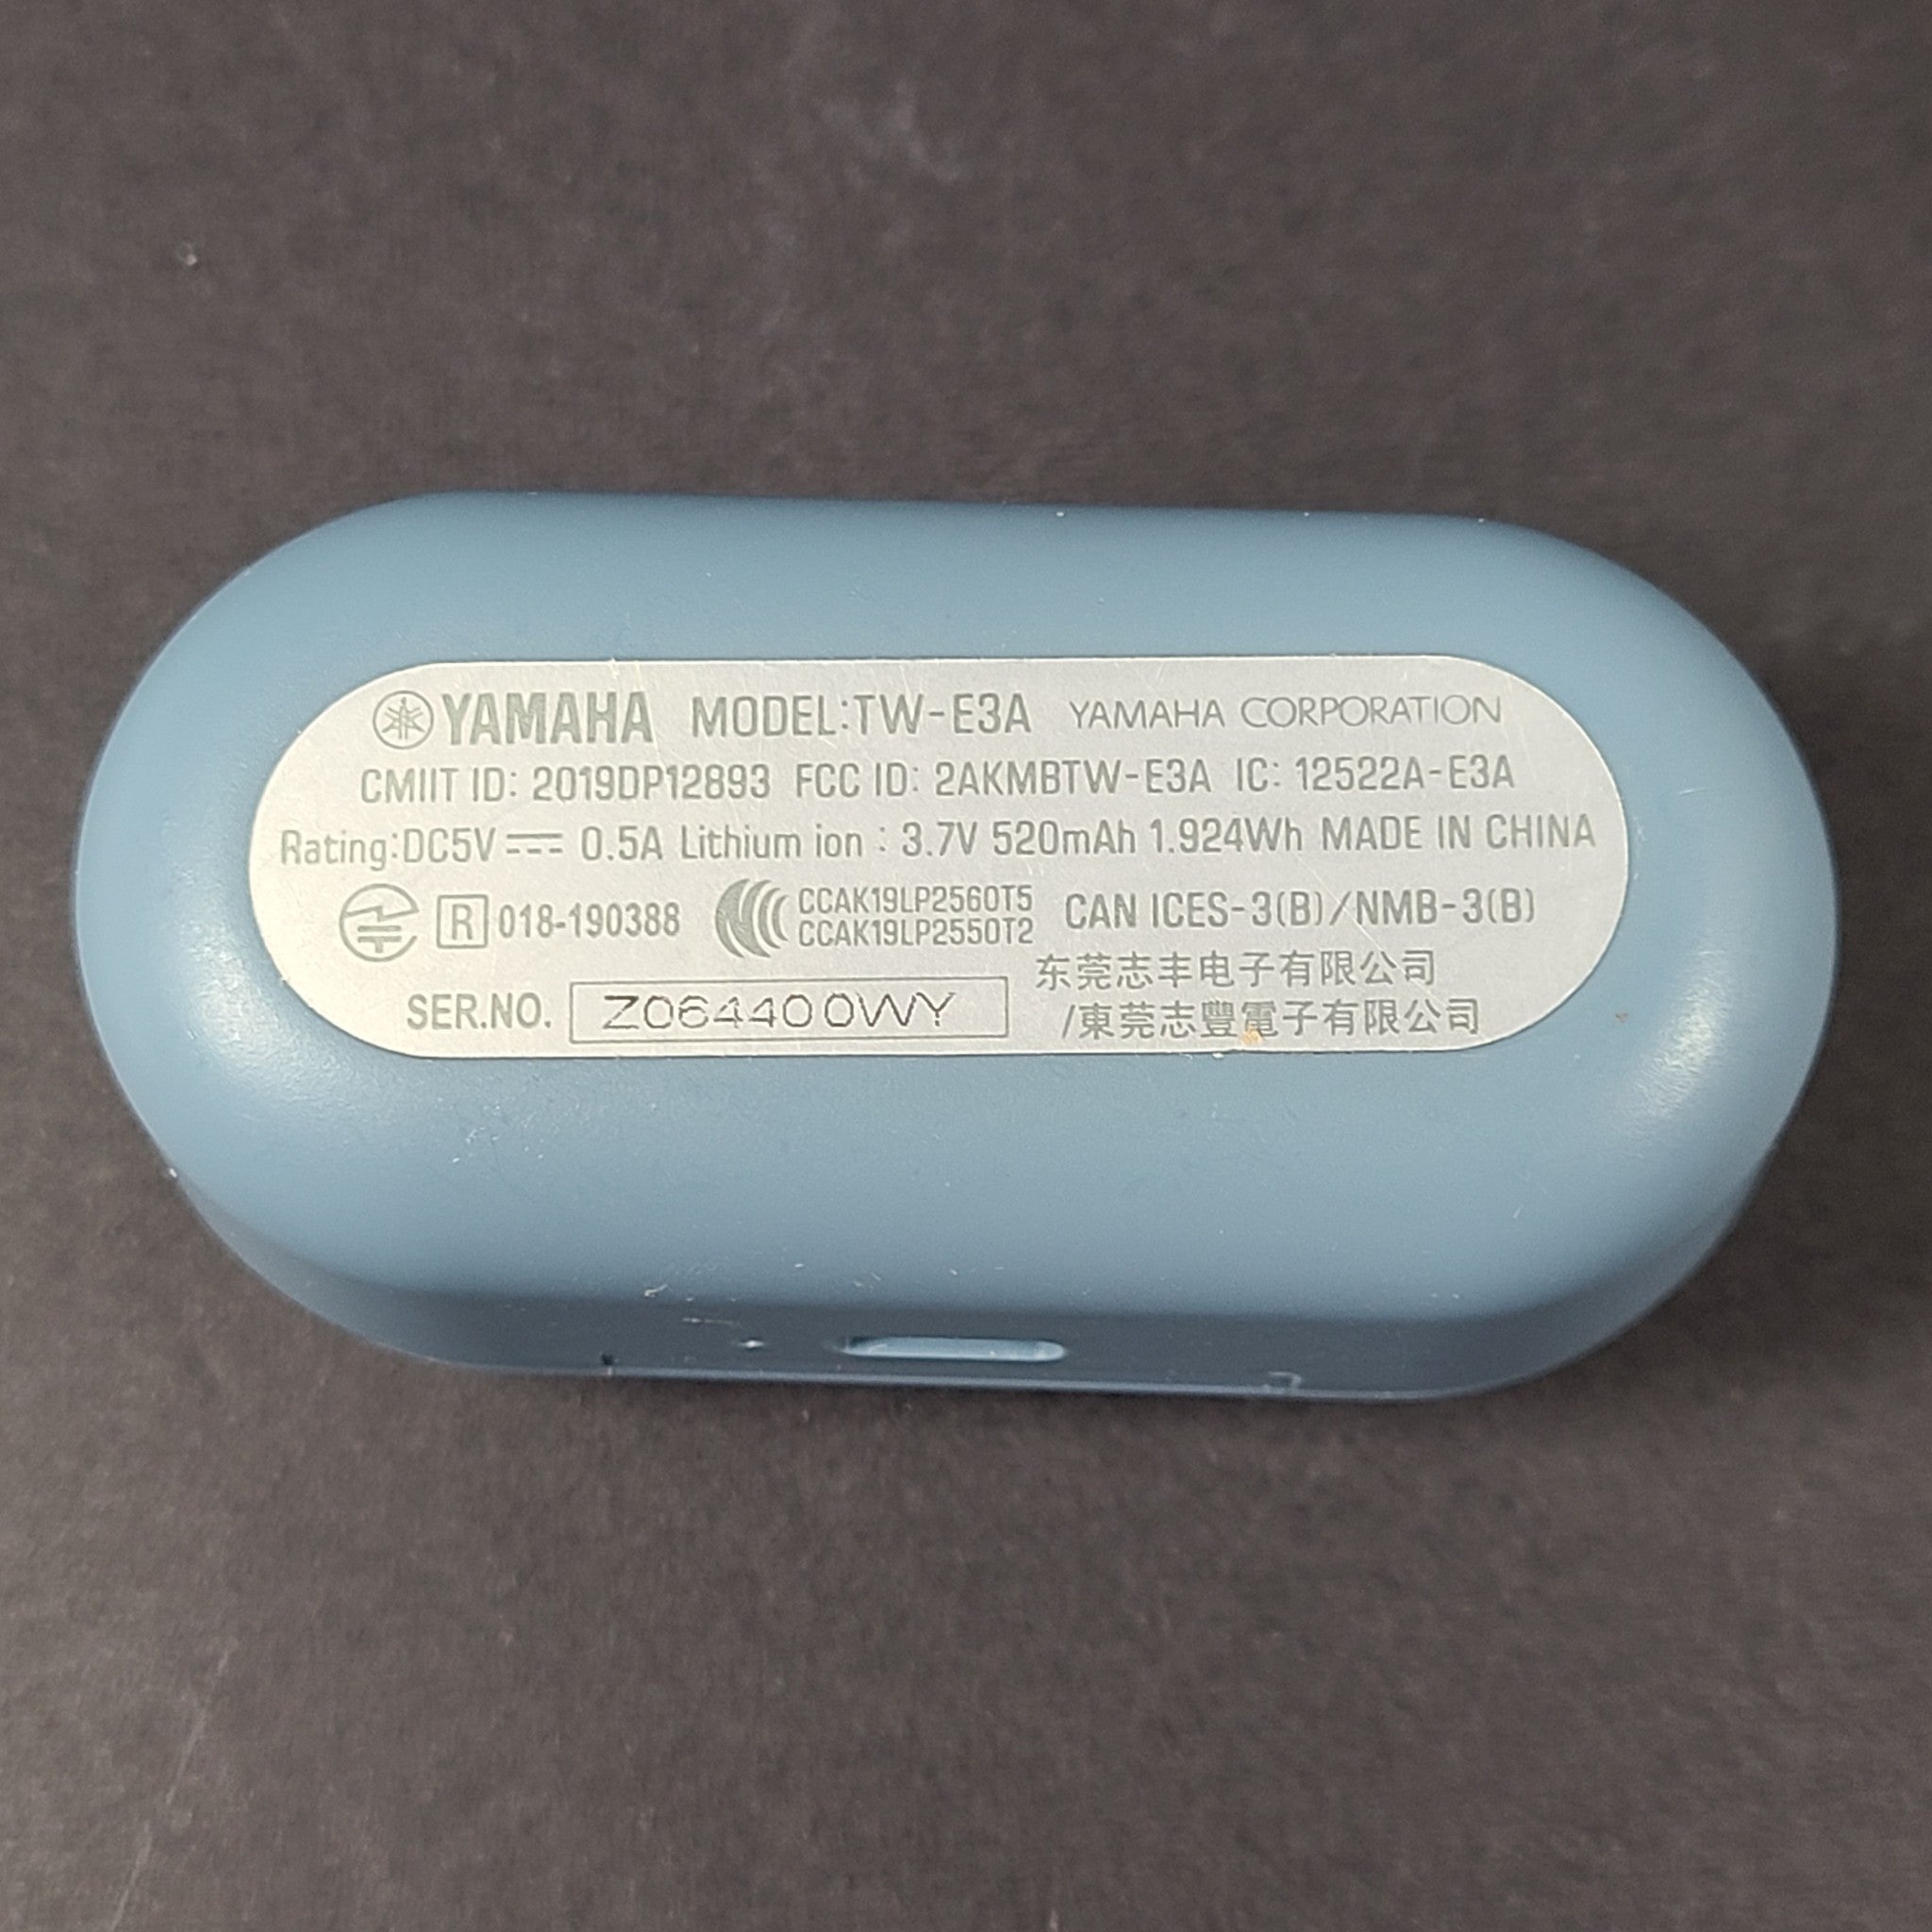 YAMAHA MODEL:TW-E3A YAMAHA CORPORATION
CMIIT ID: 2019DP12893 FCC ID: 2AKMBTW-E3A IC: 12522A-E3A
Rating:DC5V ⎓ 0.5A Lithium ion : 3.7V 520mAh 1.924Wh MADE IN CHINA
R 018-190388 CCAK19LP2560T5 CAN ICES-3(B)/NMB-3(B)
CCAK19LP2550T2
东莞志丰电子有限公司
SER.NO. Z064400WY /東莞志豐電子有限公司